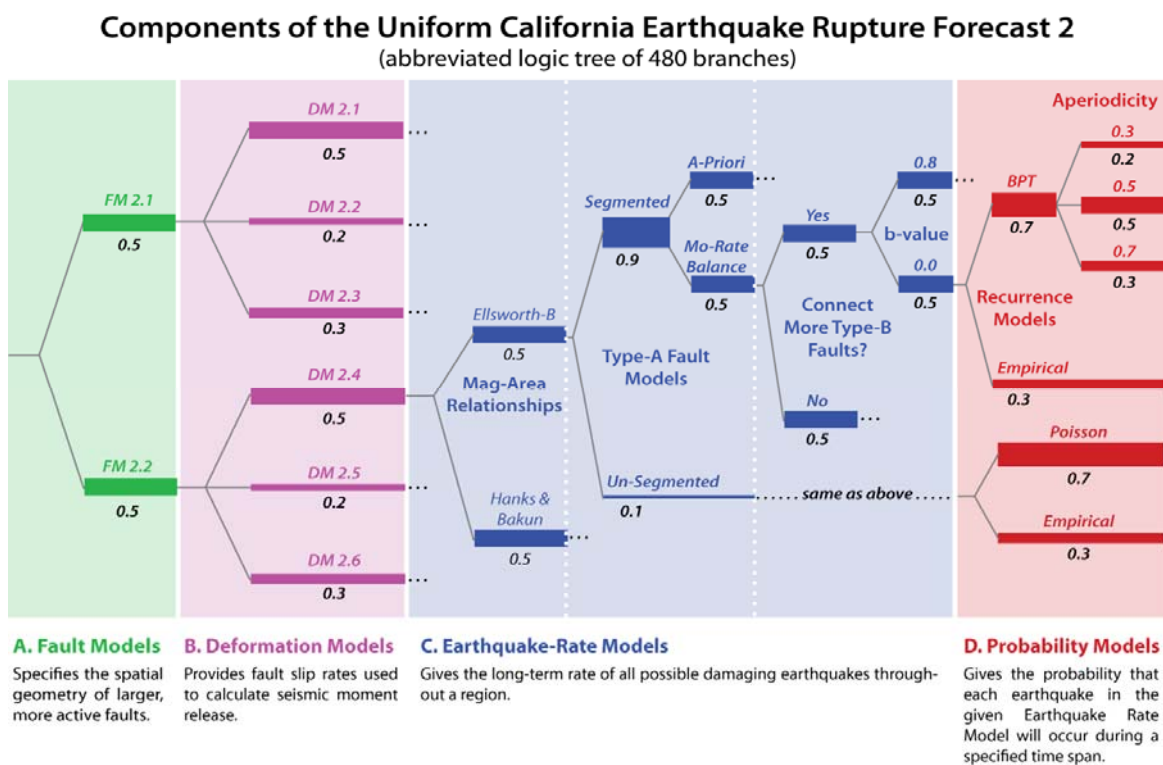 Components of the Uniform California Earthquake Rupture Forecast 2
(abbreviated logic tree of 480 branches)
FM 2.1
0.5
FM 2.2
0.5
DM 2.1
...
0.5
DM 2.2
...
0.2
DM 2.3
...
0.3
DM 2.4
0.5
DM 2.5
...
0.2
DM 2.6
...
0.3
Ellsworth-B
0.5
Mag-Area
Relationships
Hanks &
Bakun
...
0.5
Segmented
0.9
A-Priori
...
0.5
Mo-Rate
Balance
0.5
Type-A Fault
Models
Un-Segmented
0.1
..... same as above .....
Yes
0.5
Connect
More Type-B
Faults?
No
...
0.5
0.8
...
0.5
b-value
0.0
0.5
Aperiodicity
BPT
0.7
0.3
0.2
0.5
0.5
0.7
0.3
Recurrence
Models
Empirical
0.3
Poisson
0.7
Empirical
0.3
A. Fault Models
Specifies the spatial
geometry of larger,
more active faults.
B. Deformation Models
Provides fault slip rates used
to calculate seismic moment
release.
C. Earthquake-Rate Models
Gives the long-term rate of all possible damaging earthquakes through-
out a region.
D. Probability Models
Gives the probability that
each earthquake in the
given Earthquake Rate
Model will occur during a
specified time span.